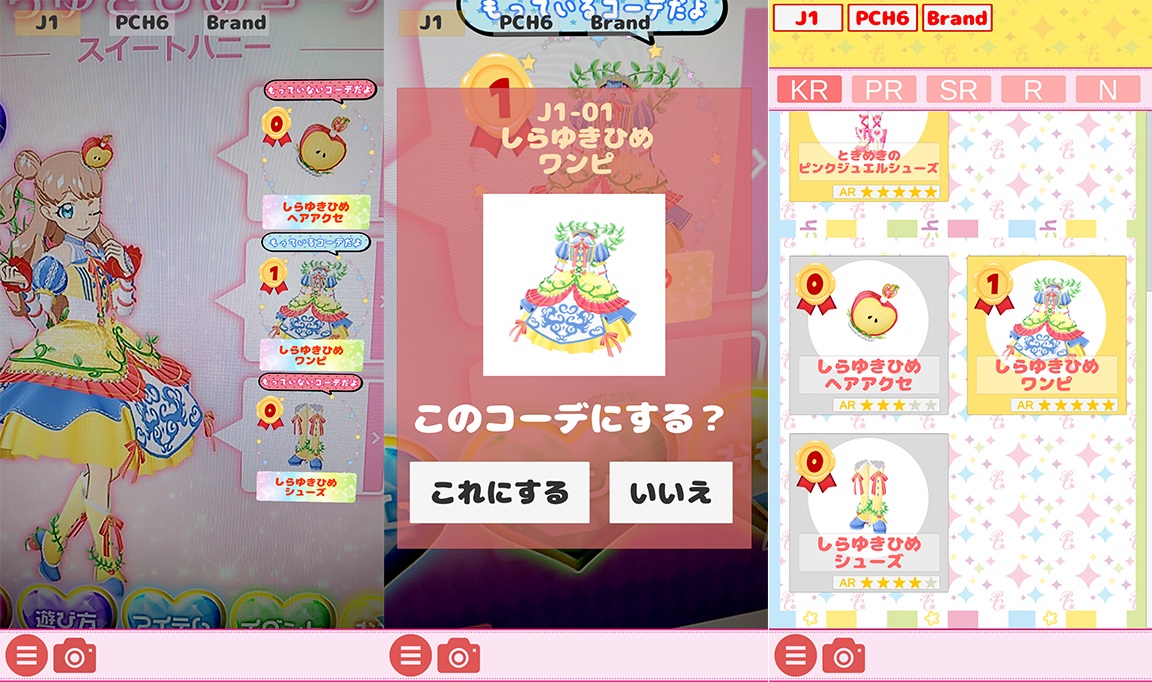 J1
PCH6
Brand
スイートハニー
もっていないコーデだよ
0
しらゆきひめ
ヘアアクセ
もっているコーデだよ
1
しらゆきひめ
ワンピ
もっていないコーデだよ
0
しらゆきひめ
シューズ
遊び方
アイテム
イベント
もっているコーデだよ
J1
PCH6
Brand
1
J1-01
しらゆきひめ
ワンピ
このコーデにする？
これにする
いいえ
J1
PCH6
Brand
KR
PR
SR
R
N
ときめきの
ピンクジュエルシューズ
AR ★★★★★
0
しらゆきひめ
ヘアアクセ
AR ★★★☆☆
1
しらゆきひめ
ワンピ
AR ★★★★★
0
しらゆきひめ
シューズ
AR ★★★★☆